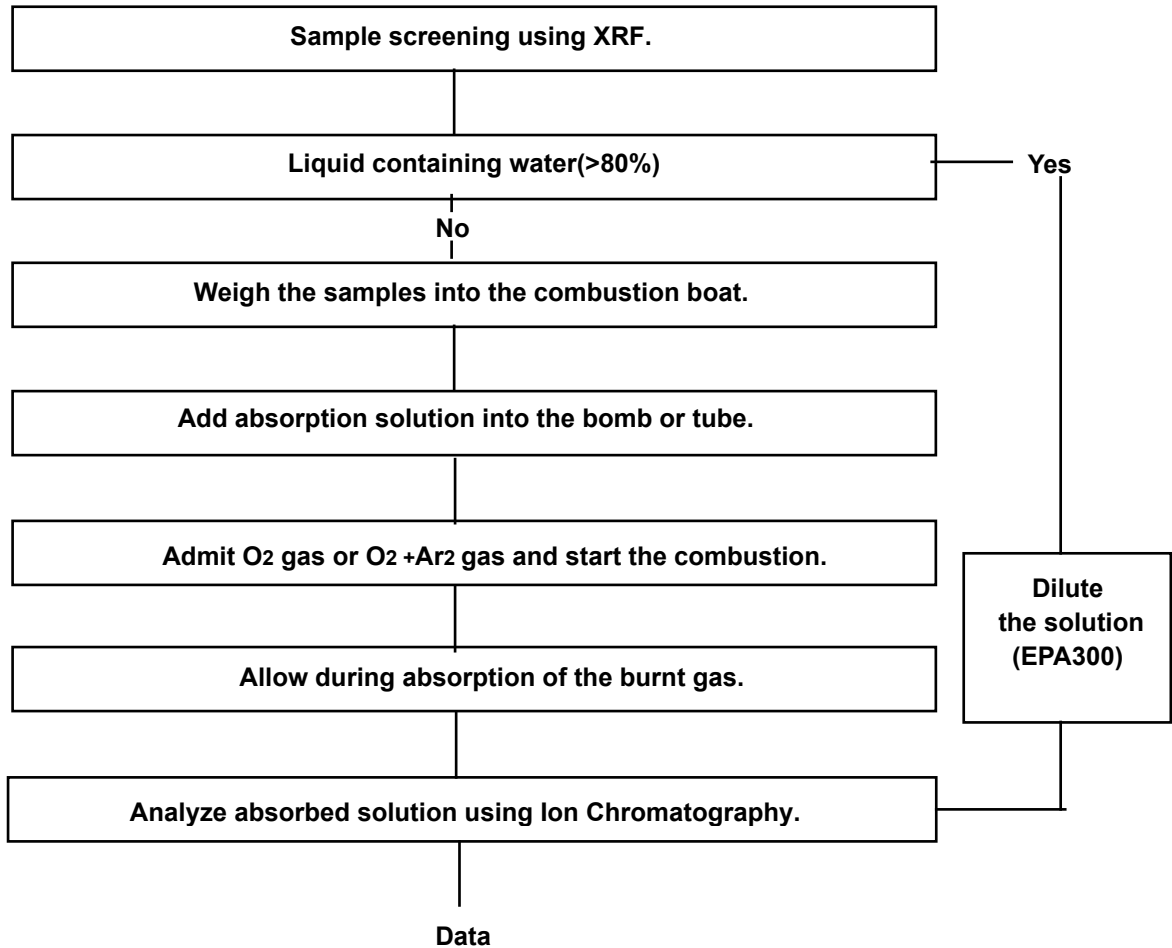 Sample screening using XRF.
Liquid containing water(>80%)
Yes
No
Weigh the samples into the combustion boat.
Add absorption solution into the bomb or tube.
Admit O2 gas or O2 +Ar2 gas and start the combustion.
Dilute
the solution
(EPA300)
Allow during absorption of the burnt gas.
Analyze absorbed solution using Ion Chromatography.
Data